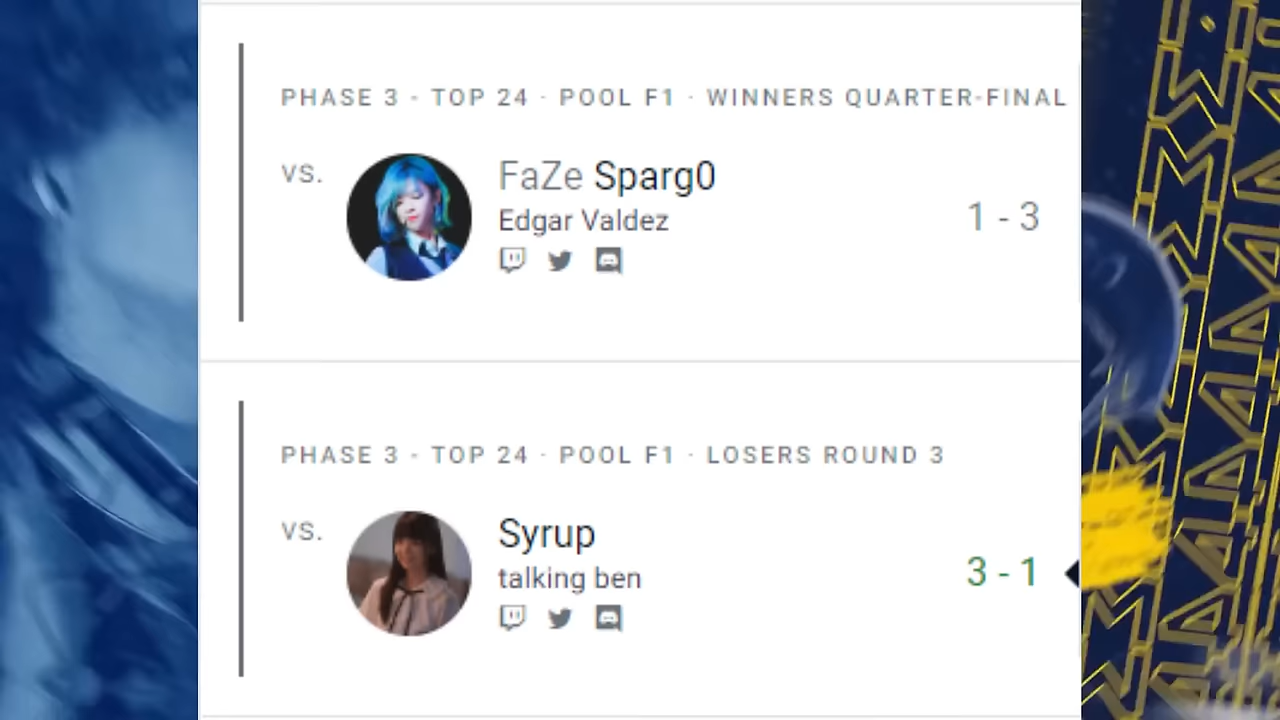 PHASE 3 - TOP 24 · POOL F1 · WINNERS QUARTER-FINAL
VS.
FaZe Sparg0
Edgar Valdez
1 - 3
PHASE 3 - TOP 24 · POOL F1 · LOSERS ROUND 3
VS.
Syrup
talking ben
3 - 1